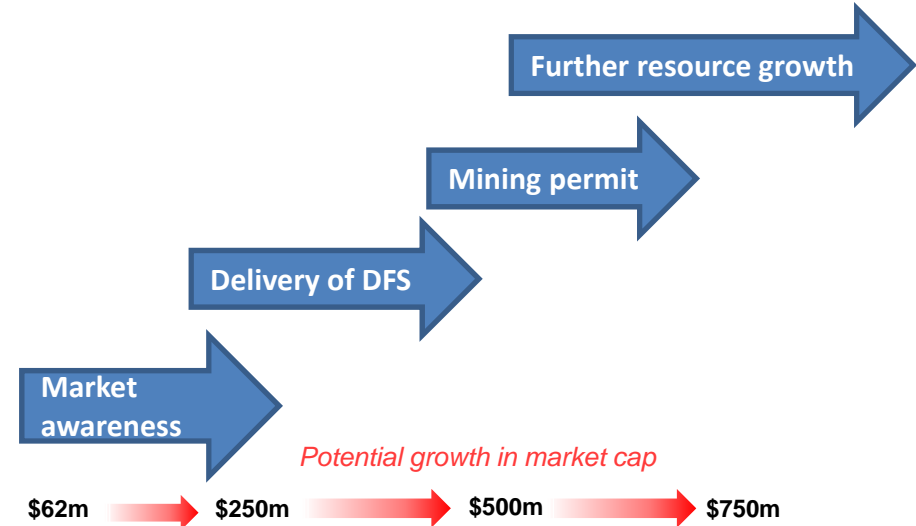 Further resource growth
Mining permit
Delivery of DFS
Market
awareness
Potential growth in market cap
$62m $250m $500m $750m